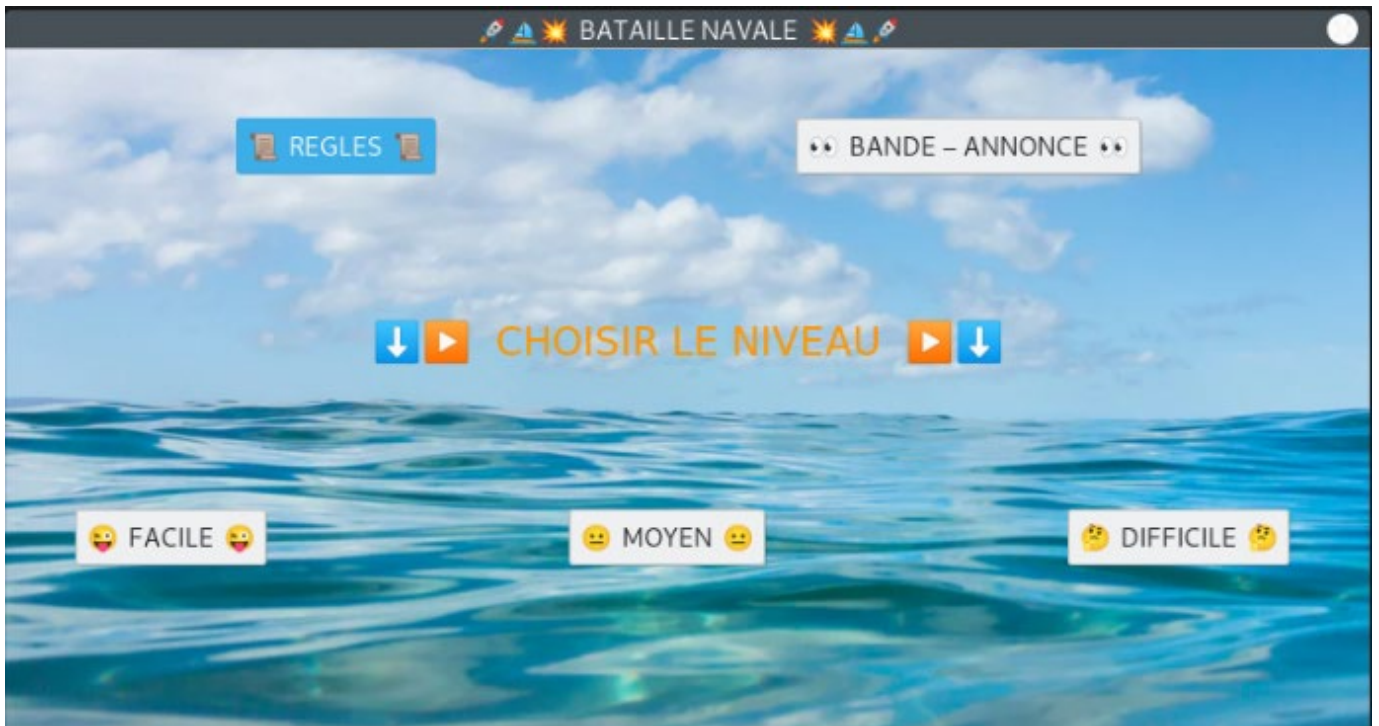 🚀⛵💥 BATAILLE NAVALE 💥⛵🚀
📜 REGLES 📜
👀 BANDE – ANNONCE 👀
⬇️▶️ CHOISIR LE NIVEAU ▶️⬇️
😜 FACILE 😜
😐 MOYEN 😐
🤔 DIFFICILE 🤔